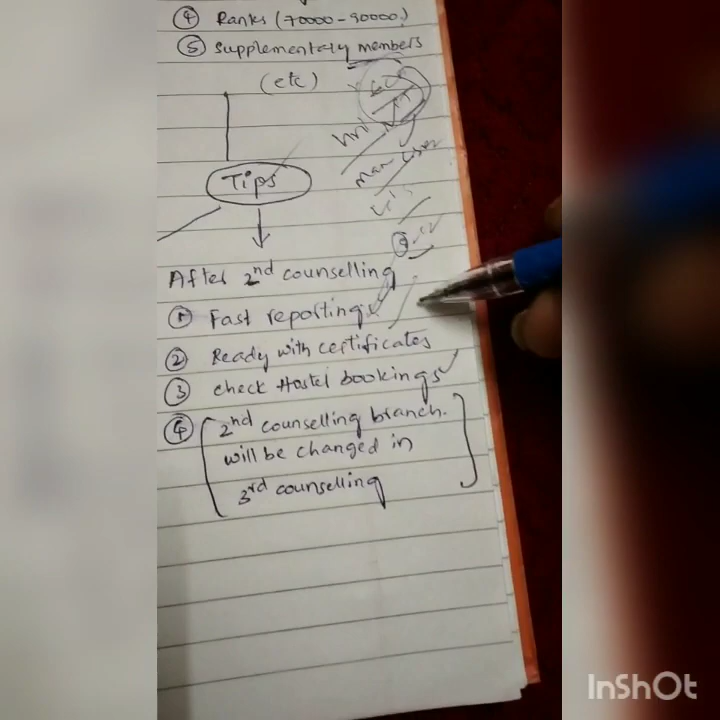 ④ Ranks (70000-90000)
⑤ supplementary members
(etc)
Tips
After 2nd counselling
① Fast reportings
② Ready with certificates
③ check Hostel bookings
④ 2nd counselling branch.
will be changed in
3rd counselling
InShOt